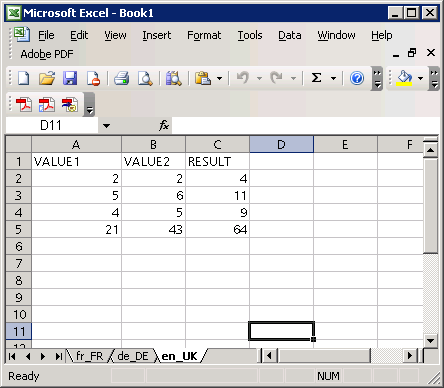 Microsoft Excel - Book1
File Edit View Insert Format Tools Data Window Help
Adobe PDF
D11 fx
A B C D E F
1 VALUE1 VALUE2 RESULT
2 2 2 4
3 5 6 11
4 4 5 9
5 21 43 64
6
7
8
9
10
11
12
fr_FR de_DE en_UK
Ready NUM